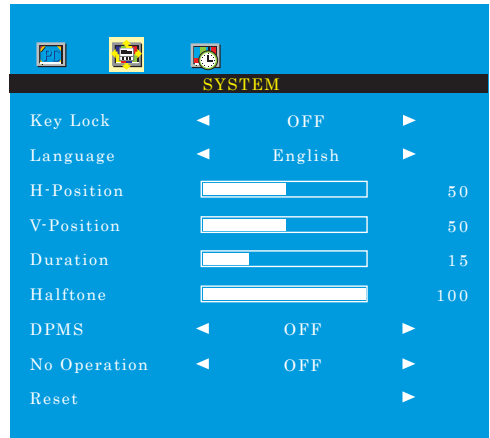 SYSTEM
Key Lock OFF
Language English
H-Position 50
V-Position 50
Duration 15
Halftone 100
DPMS OFF
No Operation OFF
Reset